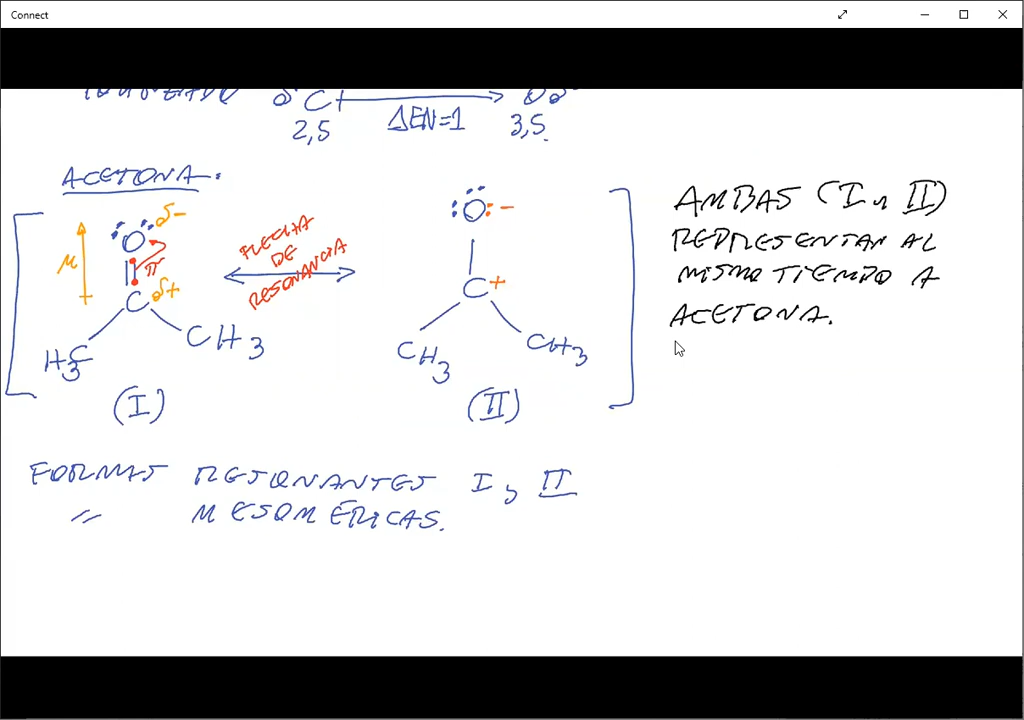 Connect
δ C ΔEN=1 O δ-
2,5 3,5.
ACETONA.
O δ- :O: -
μ π FLECHA DE RESONANCIA
C δ+ C +
H3C CH3 CH3 CH3
(I) (II)
AMBAS (I y II)
REPRESENTAN AL
MISMO TIEMPO A
ACETONA.
FORMAS RESONANTES I y II
" MESOMÉRICAS.